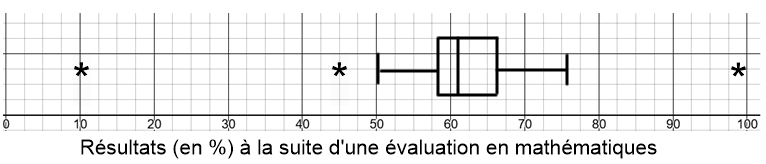 0 10 20 30 40 50 60 70 80 90 100
Résultats (en %) à la suite d'une évaluation en mathématiques